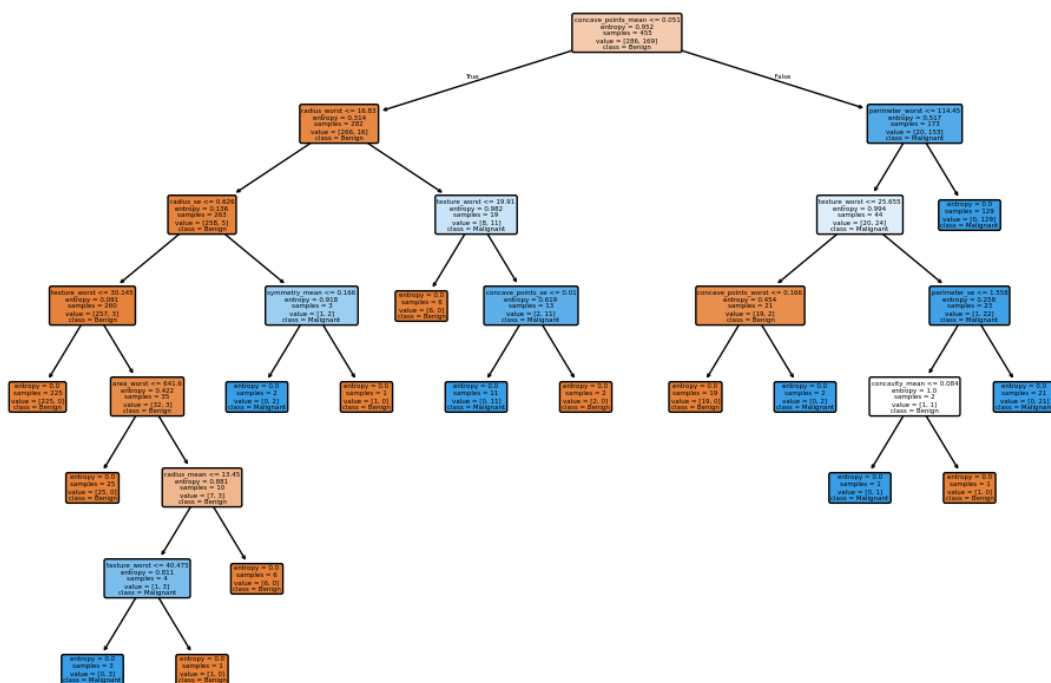 concave_points_mean <= 0.051
entropy = 0.952
samples = 455
value = [286, 169]
class = Benign
True
False
radius_worst <= 16.83
entropy = 0.314
samples = 282
value = [266, 16]
class = Benign
perimeter_worst <= 114.45
entropy = 0.517
samples = 173
value = [20, 153]
class = Malignant
radius_se <= 0.626
entropy = 0.136
samples = 263
value = [258, 5]
class = Benign
texture_worst <= 19.91
entropy = 0.982
samples = 19
value = [8, 11]
class = Malignant
texture_worst <= 25.655
entropy = 0.994
samples = 44
value = [20, 24]
class = Malignant
entropy = 0.0
samples = 129
value = [0, 129]
class = Malignant
texture_worst <= 30.145
entropy = 0.091
samples = 260
value = [257, 3]
class = Benign
symmetry_mean <= 0.166
entropy = 0.918
samples = 3
value = [1, 2]
class = Malignant
entropy = 0.0
samples = 6
value = [6, 0]
class = Benign
concave_points_se <= 0.01
entropy = 0.619
samples = 13
value = [2, 11]
class = Malignant
concave_points_worst <= 0.166
entropy = 0.454
samples = 21
value = [19, 2]
class = Benign
perimeter_se <= 1.558
entropy = 0.258
samples = 23
value = [1, 22]
class = Malignant
entropy = 0.0
samples = 225
value = [225, 0]
class = Benign
area_worst <= 641.6
entropy = 0.422
samples = 35
value = [32, 3]
class = Benign
entropy = 0.0
samples = 2
value = [0, 2]
class = Malignant
entropy = 0.0
samples = 1
value = [1, 0]
class = Benign
entropy = 0.0
samples = 11
value = [0, 11]
class = Malignant
entropy = 0.0
samples = 2
value = [2, 0]
class = Benign
entropy = 0.0
samples = 19
value = [19, 0]
class = Benign
entropy = 0.0
samples = 2
value = [0, 2]
class = Malignant
concavity_mean <= 0.084
entropy = 1.0
samples = 2
value = [1, 1]
class = Benign
entropy = 0.0
samples = 21
value = [0, 21]
class = Malignant
entropy = 0.0
samples = 25
value = [25, 0]
class = Benign
radius_mean <= 13.45
entropy = 0.881
samples = 10
value = [7, 3]
class = Benign
entropy = 0.0
samples = 1
value = [0, 1]
class = Malignant
entropy = 0.0
samples = 1
value = [1, 0]
class = Benign
texture_worst <= 40.475
entropy = 0.811
samples = 4
value = [1, 3]
class = Malignant
entropy = 0.0
samples = 6
value = [6, 0]
class = Benign
entropy = 0.0
samples = 3
value = [0, 3]
class = Malignant
entropy = 0.0
samples = 1
value = [1, 0]
class = Benign